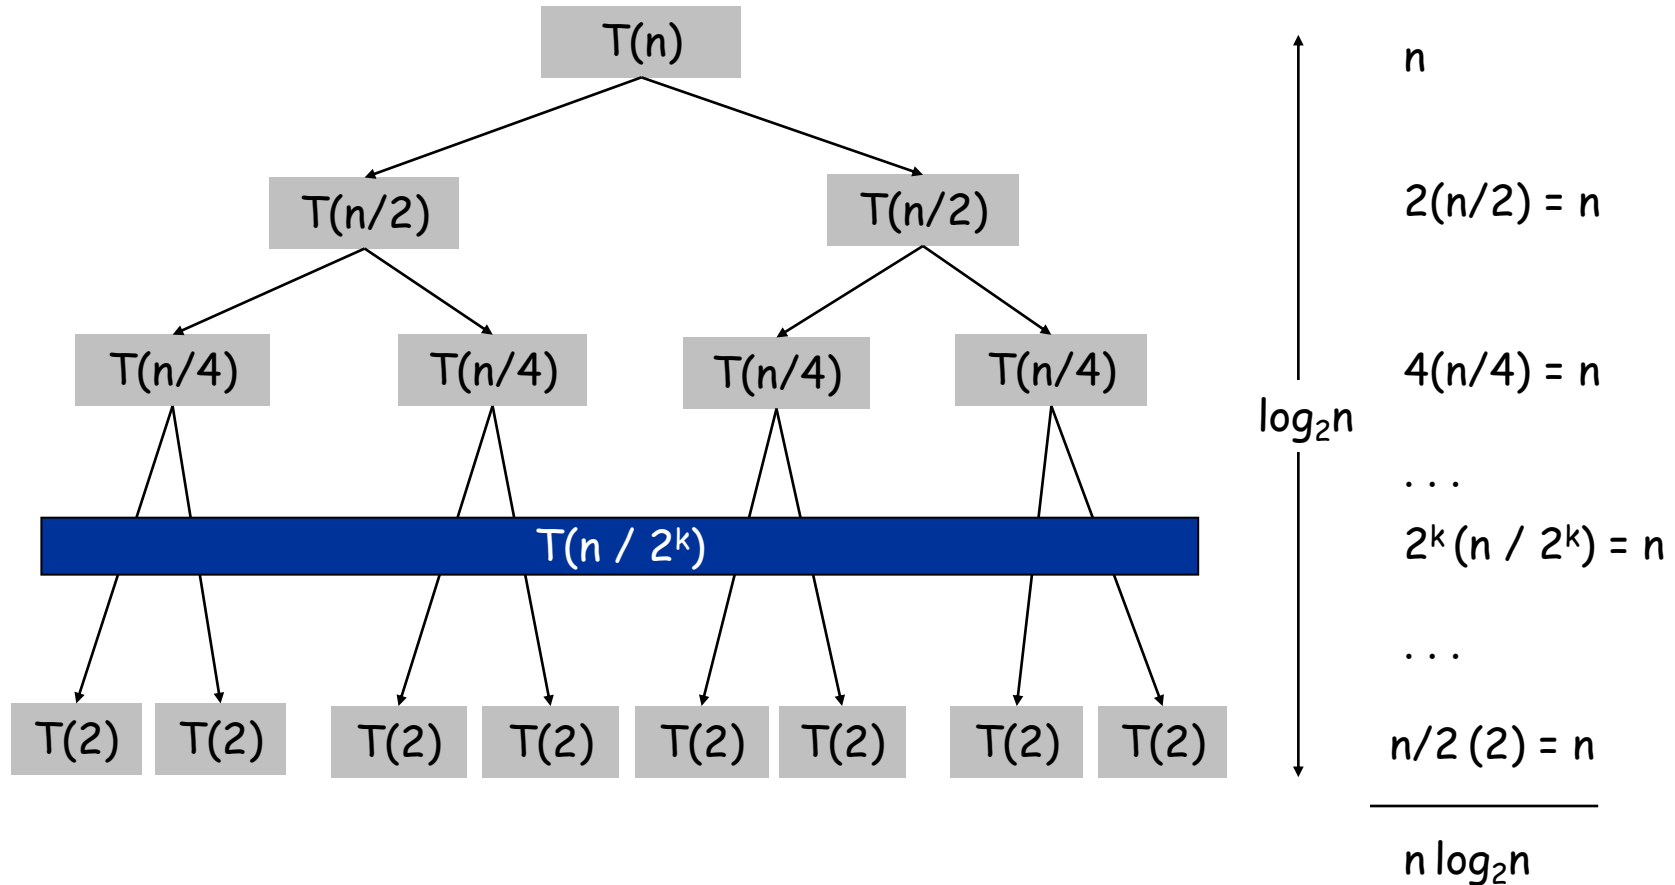 T(n)
n
T(n/2) T(n/2)
2(n/2) = n
T(n/4) T(n/4) T(n/4) T(n/4)
4(n/4) = n
log₂n
. . .
T(n / 2ᵏ)
2ᵏ (n / 2ᵏ) = n
. . .
T(2) T(2) T(2) T(2) T(2) T(2) T(2) T(2)
n/2 (2) = n
n log₂n